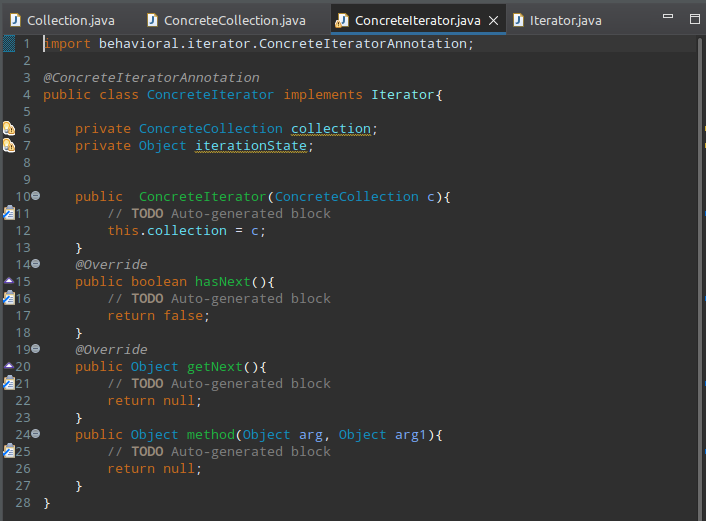 Collection.java ConcreteCollection.java ConcreteIterator.java Iterator.java
1 import behavioral.iterator.ConcreteIteratorAnnotation;
2
3 @ConcreteIteratorAnnotation
4 public class ConcreteIterator implements Iterator{
5
6     private ConcreteCollection collection;
7     private Object iterationState;
8
9
10     public  ConcreteIterator(ConcreteCollection c){
11         // TODO Auto-generated block
12         this.collection = c;
13     }
14     @Override
15     public boolean hasNext(){
16         // TODO Auto-generated block
17         return false;
18     }
19     @Override
20     public Object getNext(){
21         // TODO Auto-generated block
22         return null;
23     }
24     public Object method(Object arg, Object arg1){
25         // TODO Auto-generated block
26         return null;
27     }
28 }